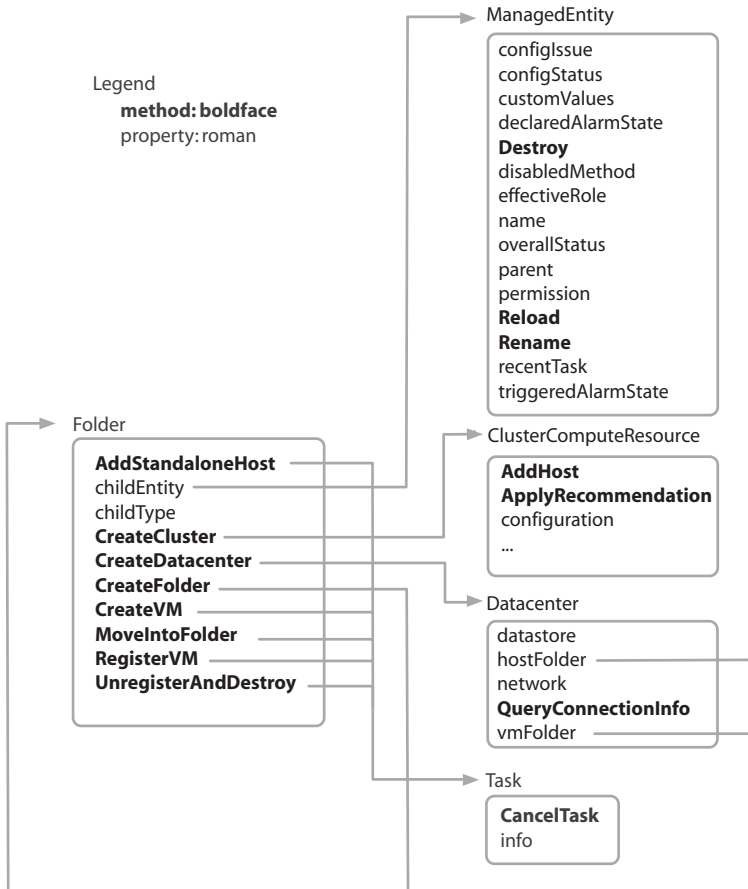 ManagedEntity
configIssue
configStatus
customValues
declaredAlarmState
Destroy
disabledMethod
effectiveRole
name
overallStatus
parent
permission
Reload
Rename
recentTask
triggeredAlarmState
Legend
method: boldface
property: roman
Folder
AddStandaloneHost
childEntity
childType
CreateCluster
CreateDatacenter
CreateFolder
CreateVM
MoveIntoFolder
RegisterVM
UnregisterAndDestroy
ClusterComputeResource
AddHost
ApplyRecommendation
configuration
...
Datacenter
datastore
hostFolder
network
QueryConnectionInfo
vmFolder
Task
CancelTask
info